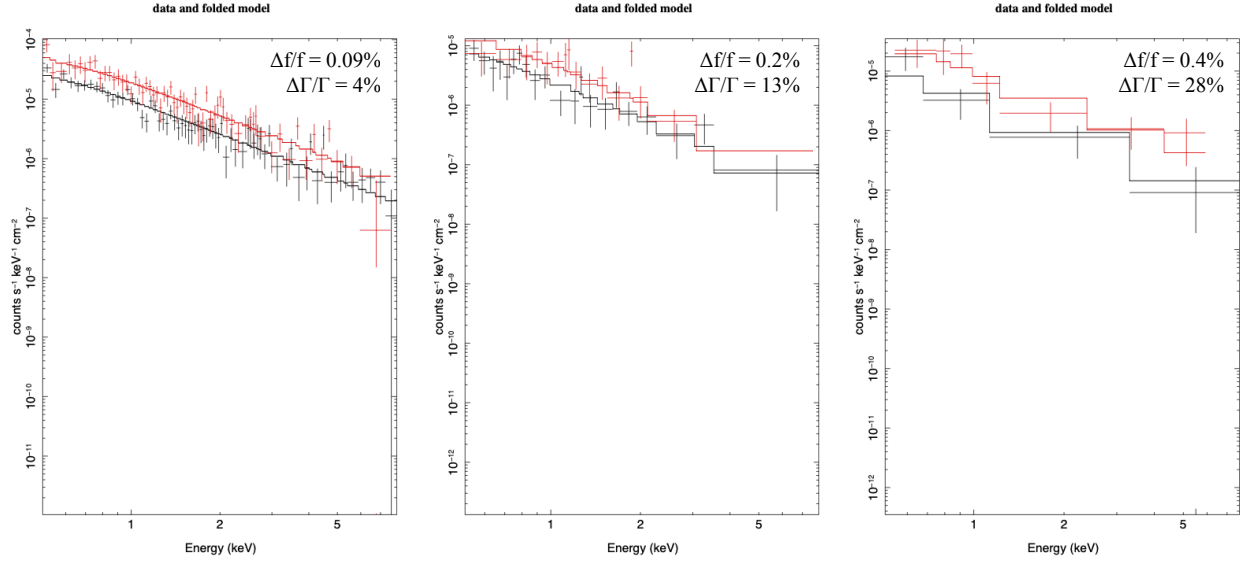 data and folded model
Δf/f = 0.09%
ΔΓ/Γ = 4%
counts s⁻¹ keV⁻¹ cm⁻²
10⁻⁴
10⁻⁵
10⁻⁶
10⁻⁷
10⁻⁸
10⁻⁹
10⁻¹⁰
10⁻¹¹
1
2
5
Energy (keV)
data and folded model
Δf/f = 0.2%
ΔΓ/Γ = 13%
counts s⁻¹ keV⁻¹ cm⁻²
10⁻⁵
10⁻⁶
10⁻⁷
10⁻⁸
10⁻⁹
10⁻¹⁰
10⁻¹¹
10⁻¹²
1
2
5
Energy (keV)
data and folded model
Δf/f = 0.4%
ΔΓ/Γ = 28%
counts s⁻¹ keV⁻¹ cm⁻²
10⁻⁵
10⁻⁶
10⁻⁷
10⁻⁸
10⁻⁹
10⁻¹⁰
10⁻¹¹
10⁻¹²
1
2
5
Energy (keV)